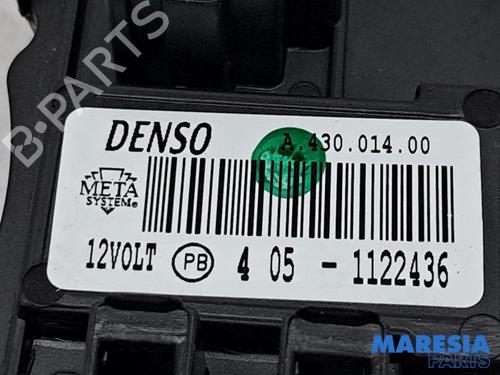 B-PARTS
DENSO
A.430.014.00
META
SYSTEM
12VOLT PB 4 05 - 1122436
MARESIA
PARTS